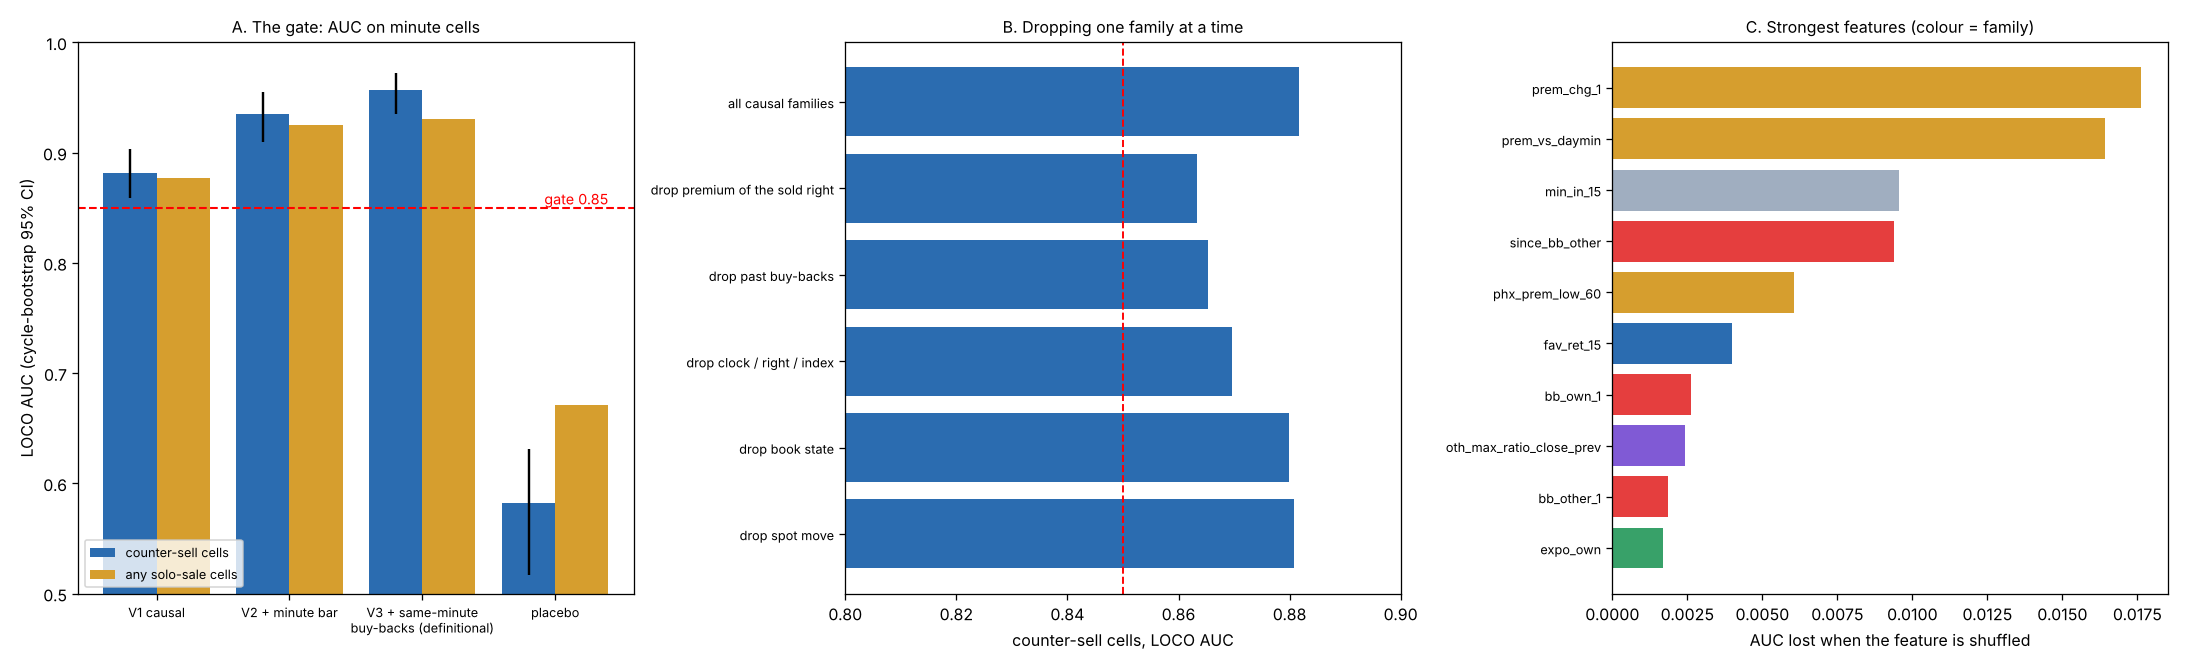 A. The gate: AUC on minute cells
LOCO AUC (cycle-bootstrap 95% CI)
1.0
0.9
0.8
0.7
0.6
0.5
gate 0.85
counter-sell cells
any solo-sale cells
V1 causal
V2 + minute bar
V3 + same-minute
buy-backs (definitional)
placebo
B. Dropping one family at a time
all causal families
drop premium of the sold right
drop past buy-backs
drop clock / right / index
drop book state
drop spot move
0.80
0.82
0.84
0.86
0.88
0.90
counter-sell cells, LOCO AUC
C. Strongest features (colour = family)
prem_chg_1
prem_vs_daymin
min_in_15
since_bb_other
phx_prem_low_60
fav_ret_15
bb_own_1
oth_max_ratio_close_prev
bb_other_1
expo_own
0.0000
0.0025
0.0050
0.0075
0.0100
0.0125
0.0150
0.0175
AUC lost when the feature is shuffled